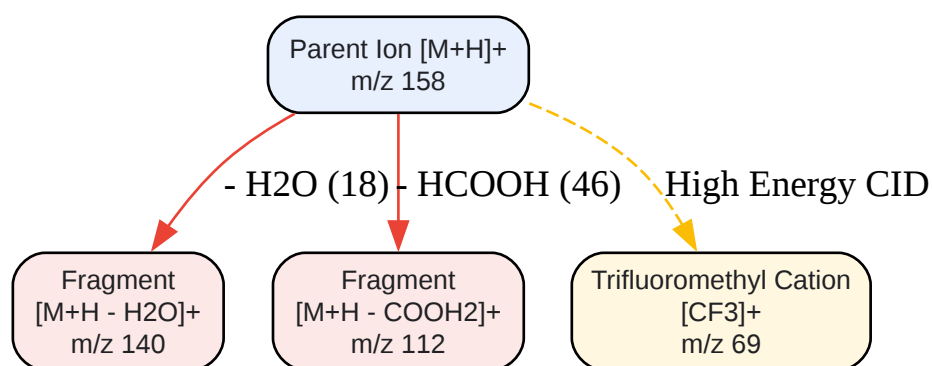 Parent Ion [M+H]+
m/z 158
- H2O (18)
- HCOOH (46)
High Energy CID
Fragment
[M+H - H2O]+
m/z 140
Fragment
[M+H - COOH2]+
m/z 112
Trifluoromethyl Cation
[CF3]+
m/z 69